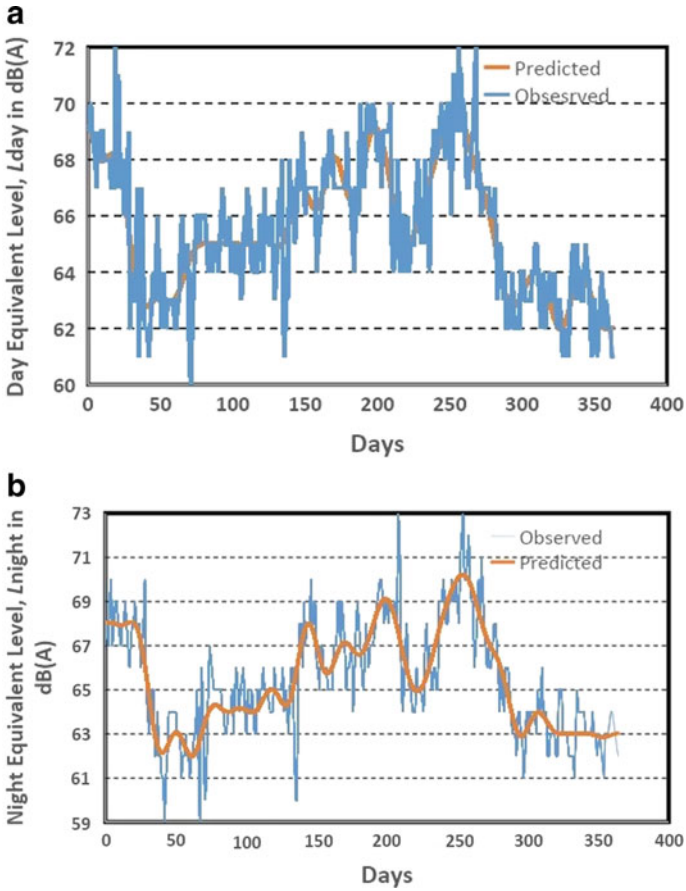 a
Day Equivalent Level, Lday in dB(A)
72
70
68
66
64
62
60
Predicted
Obsesrved
0 50 100 150 200 250 300 350 400
Days
b
Night Equivalent Level, Lnight in
dB(A)
73
71
69
67
65
63
61
59
Observed
Predicted
0 50 100 150 200 250 300 350 400
Days